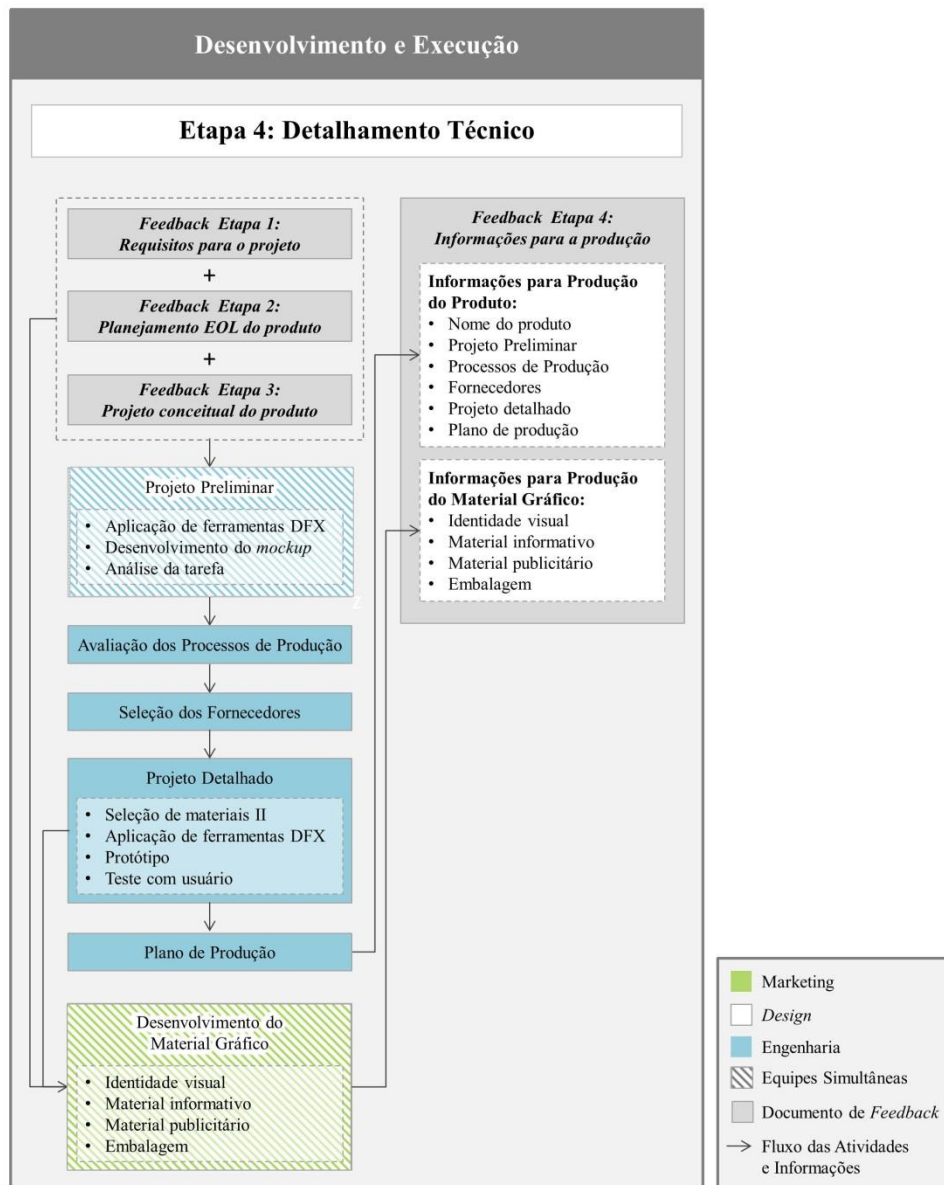 Desenvolvimento e Execução
Etapa 4: Detalhamento Técnico
Feedback Etapa 1:
Requisitos para o projeto
+
Feedback Etapa 2:
Planejamento EOL do produto
+
Feedback Etapa 3:
Projeto conceitual do produto
Projeto Preliminar
• Aplicação de ferramentas DFX
• Desenvolvimento do mockup
• Análise da tarefa
Z
Avaliação dos Processos de Produção
Seleção dos Fornecedores
Projeto Detalhado
• Seleção de materiais II
• Aplicação de ferramentas DFX
• Protótipo
• Teste com usuário
Plano de Produção
Desenvolvimento do
Material Gráfico
• Identidade visual
• Material informativo
• Material publicitário
• Embalagem
Feedback Etapa 4:
Informações para a produção
Informações para Produção
do Produto:
• Nome do produto
• Projeto Preliminar
• Processos de Produção
• Fornecedores
• Projeto detalhado
• Plano de produção
Informações para Produção
do Material Gráfico:
• Identidade visual
• Material informativo
• Material publicitário
• Embalagem
Marketing
Design
Engenharia
Equipes Simultâneas
Documento de Feedback
Fluxo das Atividades
e Informações